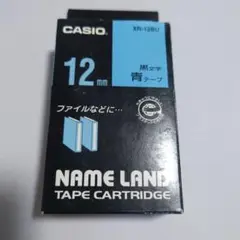 CASIO
XR-12BU
12mm
黒文字
青テープ
ファイルなどに…
NAME LAND
TAPE CARTRIDGE